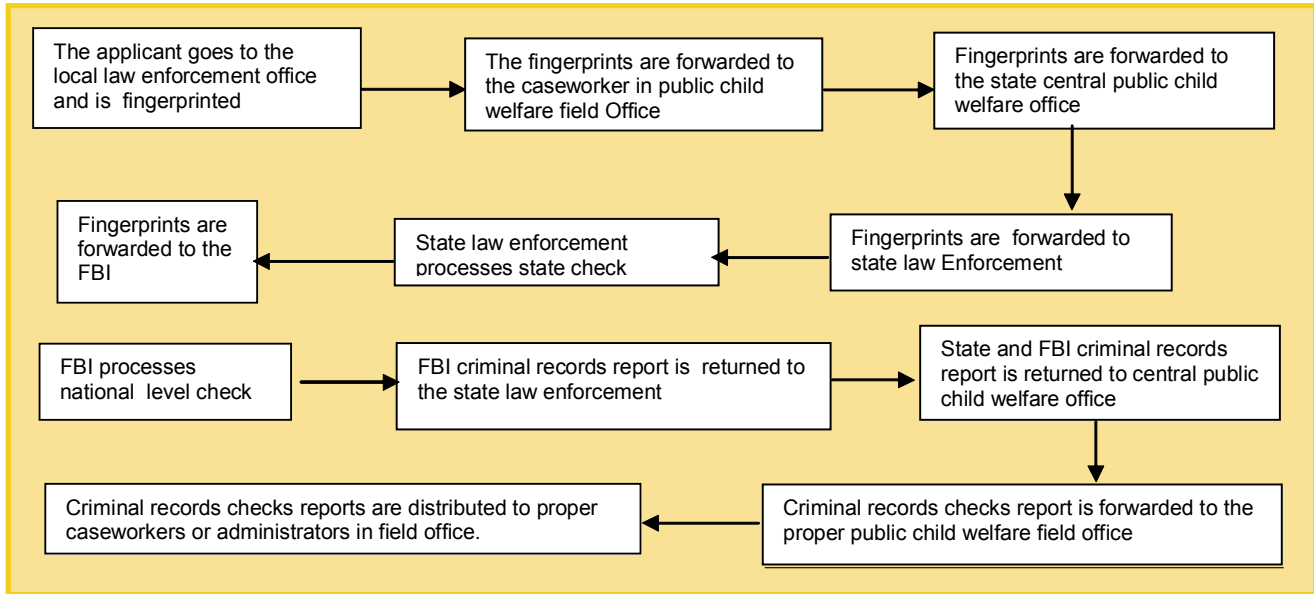 The applicant goes to the
local law enforcement office
and is fingerprinted
The fingerprints are forwarded to
the caseworker in public child
welfare field Office
Fingerprints are forwarded to
the state central public child
welfare office
Fingerprints are forwarded to
state law Enforcement
State law enforcement
processes state check
Fingerprints are
forwarded to the
FBI
FBI processes
national level check
FBI criminal records report is returned to
the state law enforcement
State and FBI criminal records
report is returned to central public
child welfare office
Criminal records checks report is forwarded to the
proper public child welfare field office
Criminal records checks reports are distributed to proper
caseworkers or administrators in field office.